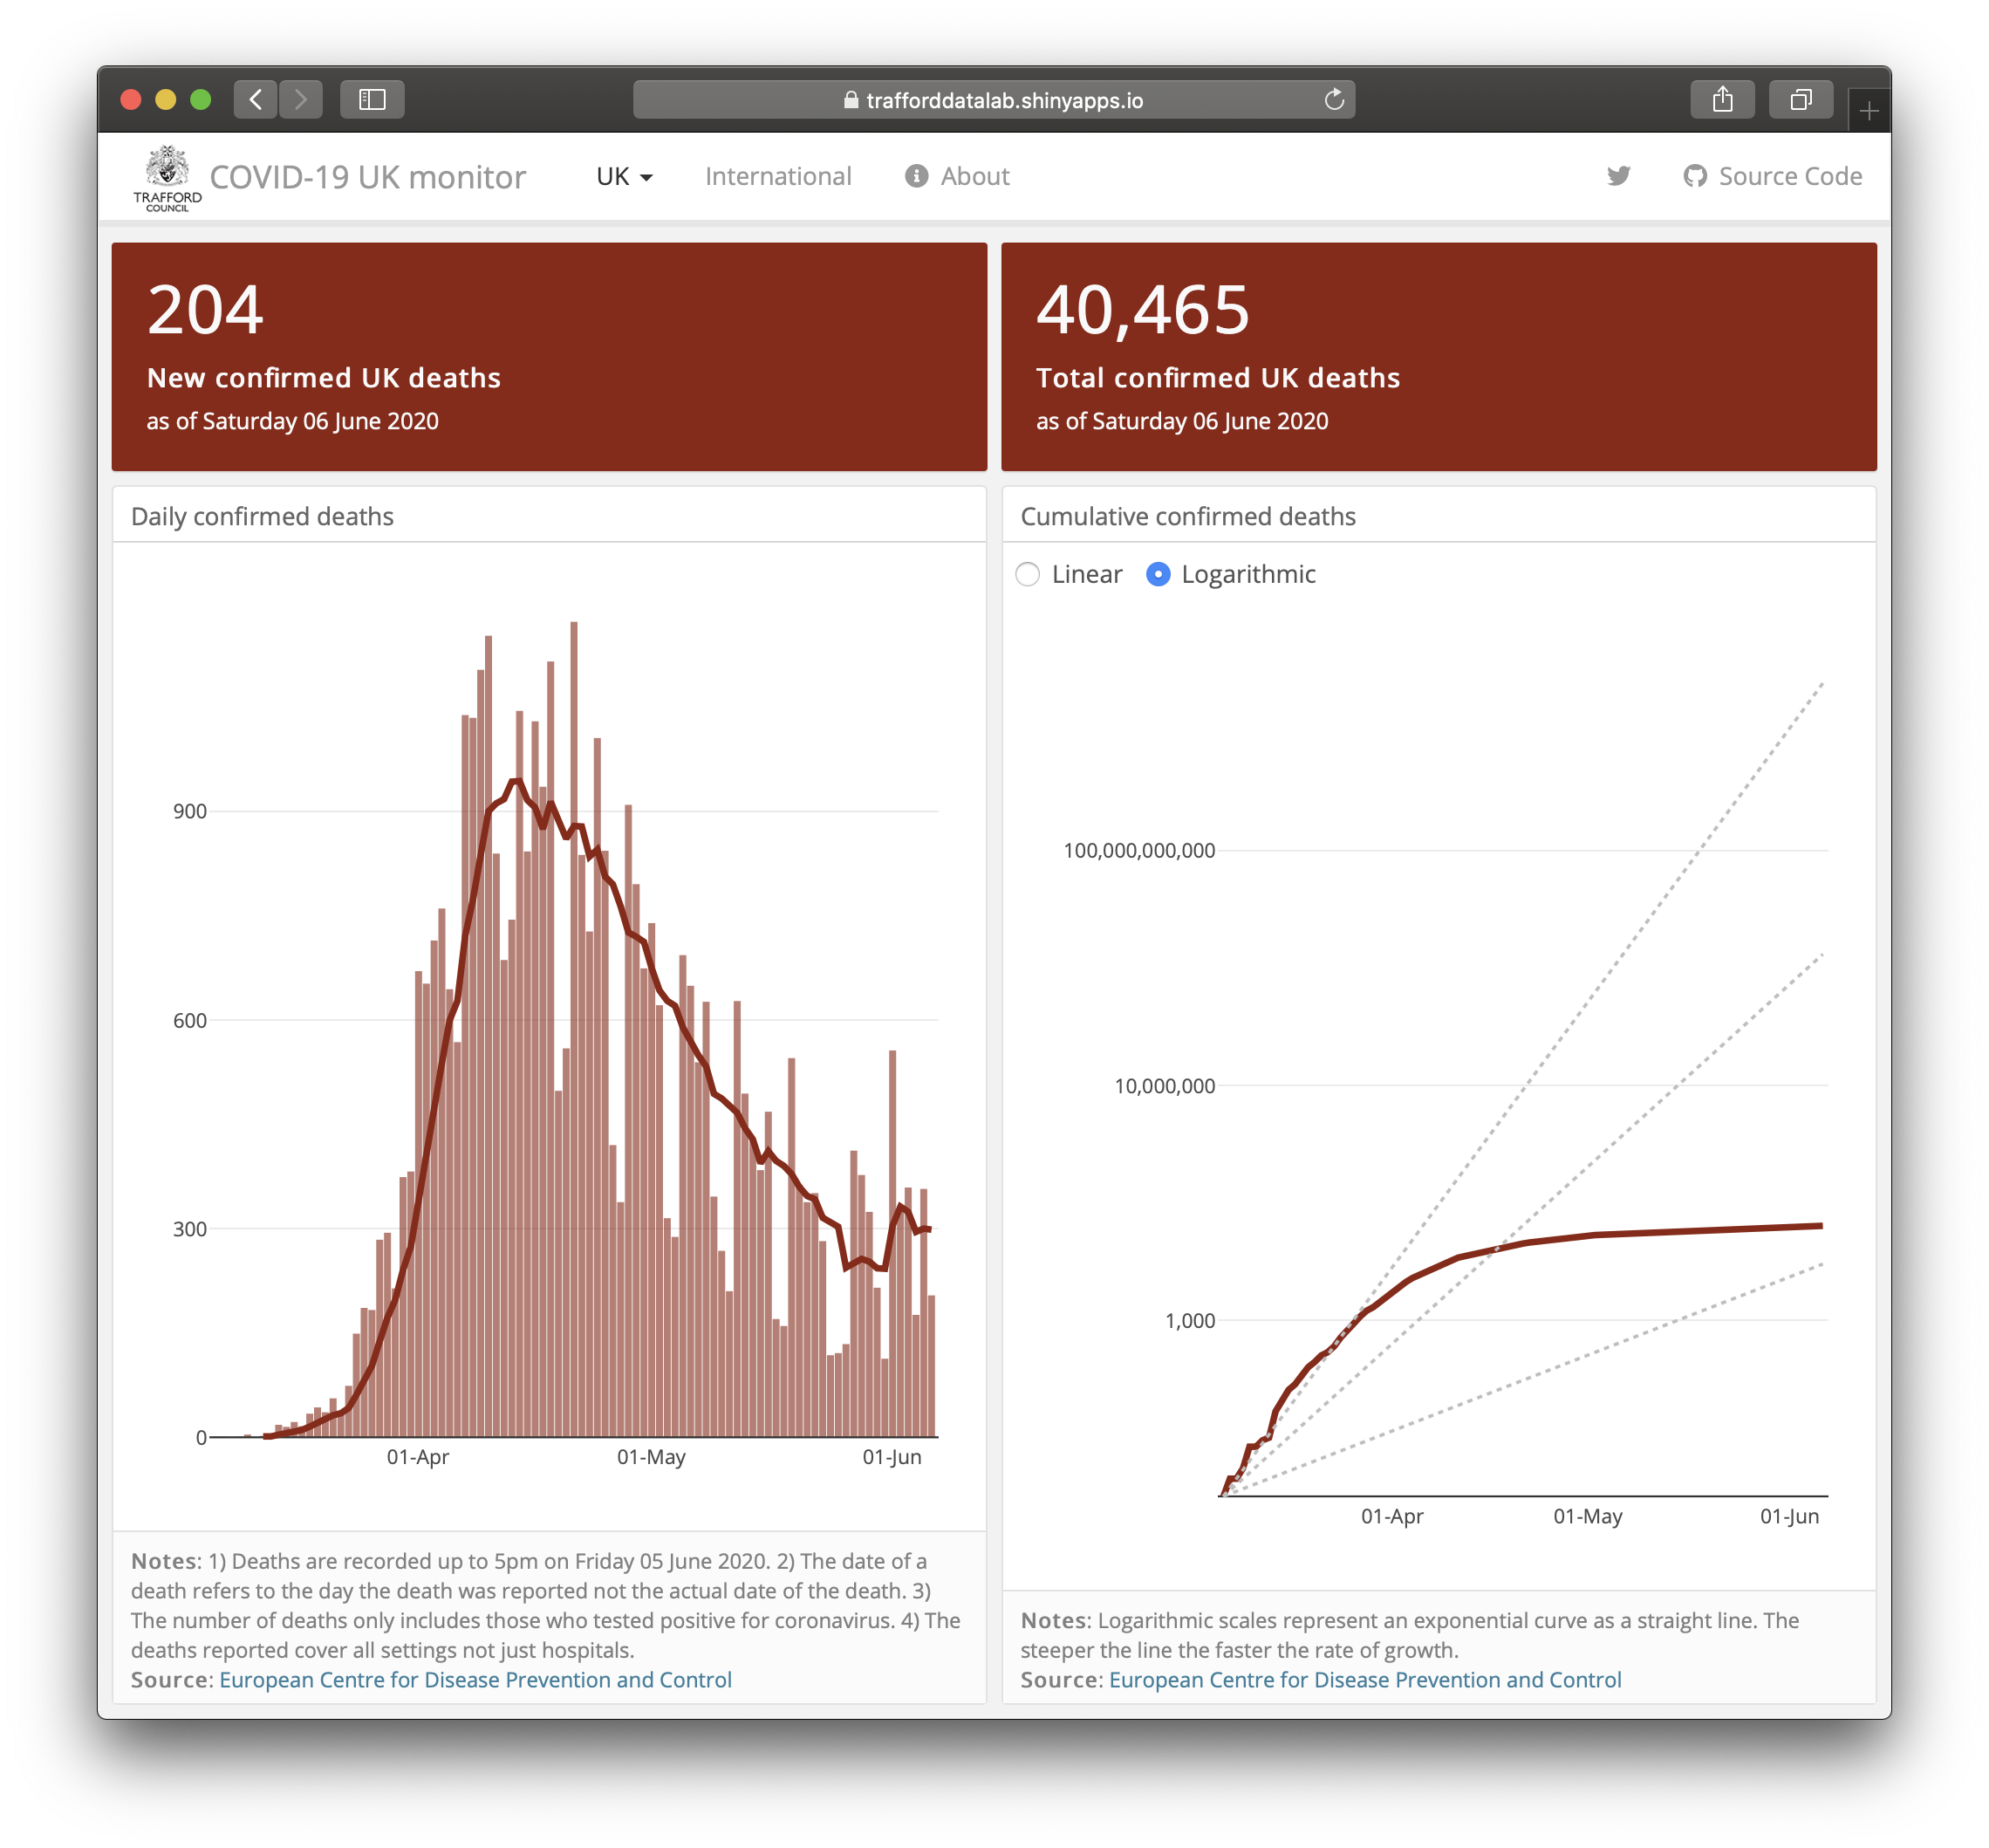 trafforddatalab.shinyapps.io
TRAFFORD
COUNCIL
COVID-19 UK monitor
UK
International
About
Source Code
204
New confirmed UK deaths
as of Saturday 06 June 2020
40,465
Total confirmed UK deaths
as of Saturday 06 June 2020
Daily confirmed deaths
900
600
300
0
01-Apr
01-May
01-Jun
Notes: 1) Deaths are recorded up to 5pm on Friday 05 June 2020. 2) The date of a
death refers to the day the death was reported not the actual date of the death. 3)
The number of deaths only includes those who tested positive for coronavirus. 4) The
deaths reported cover all settings not just hospitals.
Source: European Centre for Disease Prevention and Control
Cumulative confirmed deaths
Linear
Logarithmic
100,000,000,000
10,000,000
1,000
01-Apr
01-May
01-Jun
Notes: Logarithmic scales represent an exponential curve as a straight line. The
steeper the line the faster the rate of growth.
Source: European Centre for Disease Prevention and Control